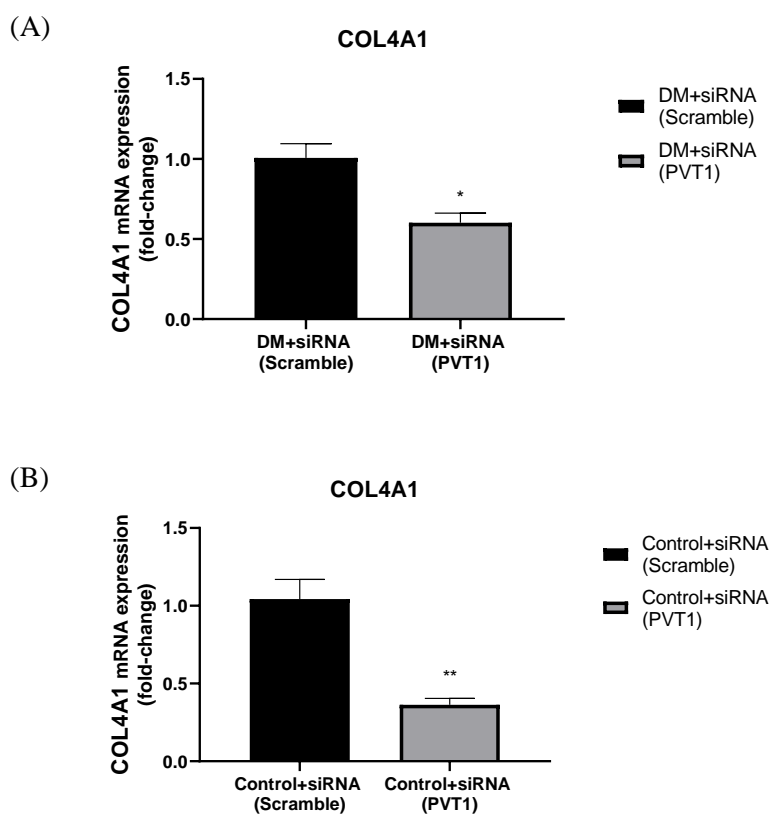 (A)
COL4A1
COL4A1 mRNA expression
(fold-change)
1.5
1.0
0.5
0.0
*
DM+siRNA
(Scramble)
DM+siRNA
(PVT1)
DM+siRNA
(Scramble)
DM+siRNA
(PVT1)
(B)
COL4A1
COL4A1 mRNA expression
(fold-change)
1.5
1.0
0.5
0.0
**
Control+siRNA
(Scramble)
Control+siRNA
(PVT1)
Control+siRNA
(Scramble)
Control+siRNA
(PVT1)